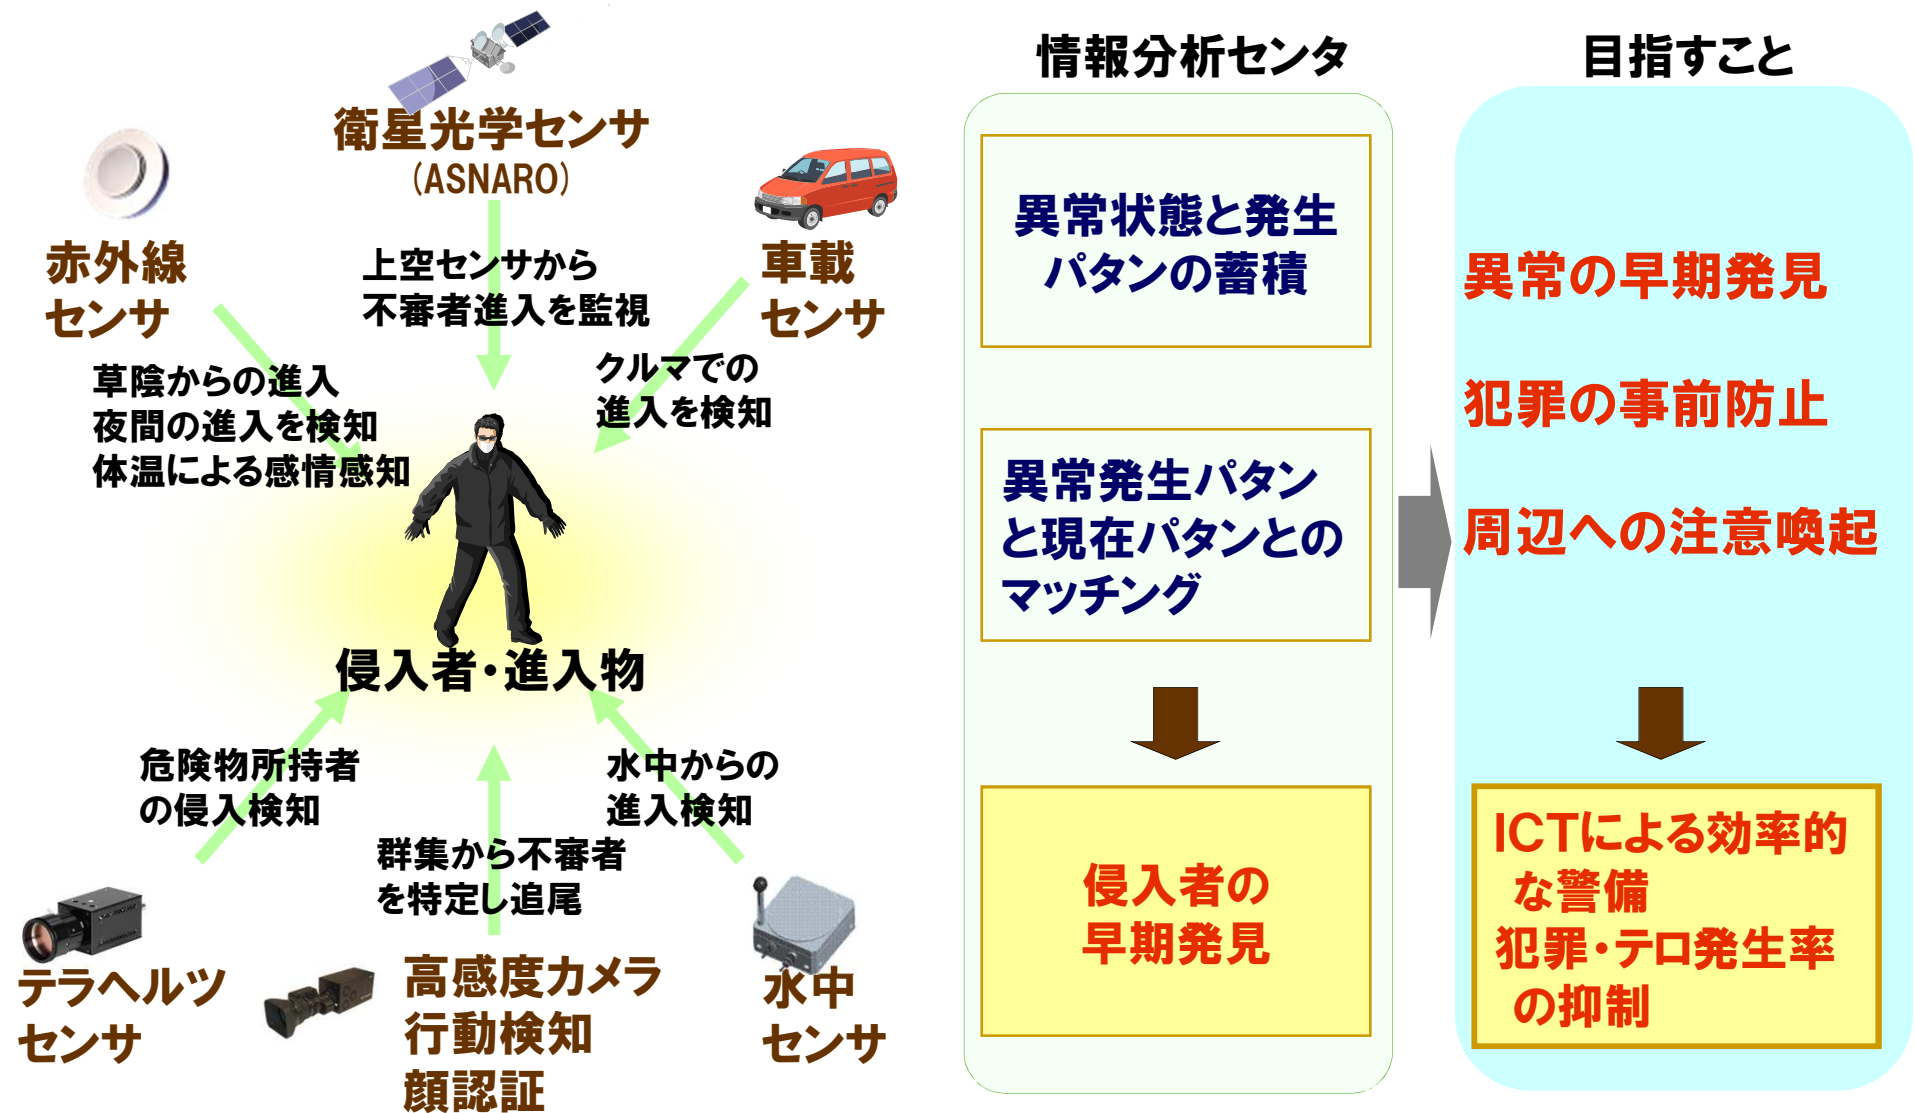 衛星光学センサ
(ASNARO)
赤外線
センサ
車載
センサ
上空センサから
不審者進入を監視
草陰からの進入
夜間の進入を検知
体温による感情感知
クルマでの
進入を検知
侵入者・進入物
危険物所持者
の侵入検知
群集から不審者
を特定し追尾
水中からの
進入検知
テラヘルツ
センサ
高感度カメラ
行動検知
顔認証
水中
センサ
情報分析センタ
異常状態と発生
パタンの蓄積
異常発生パタン
と現在パタンとの
マッチング
侵入者の
早期発見
目指すこと
異常の早期発見
犯罪の事前防止
周辺への注意喚起
ICTによる効率的
な警備
犯罪・テロ発生率
の抑制